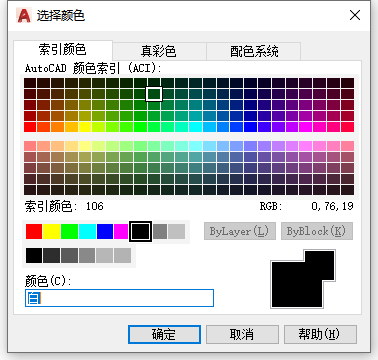 选择颜色
索引颜色 真彩色 配色系统
AutoCAD 颜色索引 (ACI):
索引颜色: 106 RGB: 0,76,19
ByLayer(L) ByBlock(K)
颜色(C):
白
确定 取消 帮助(H)